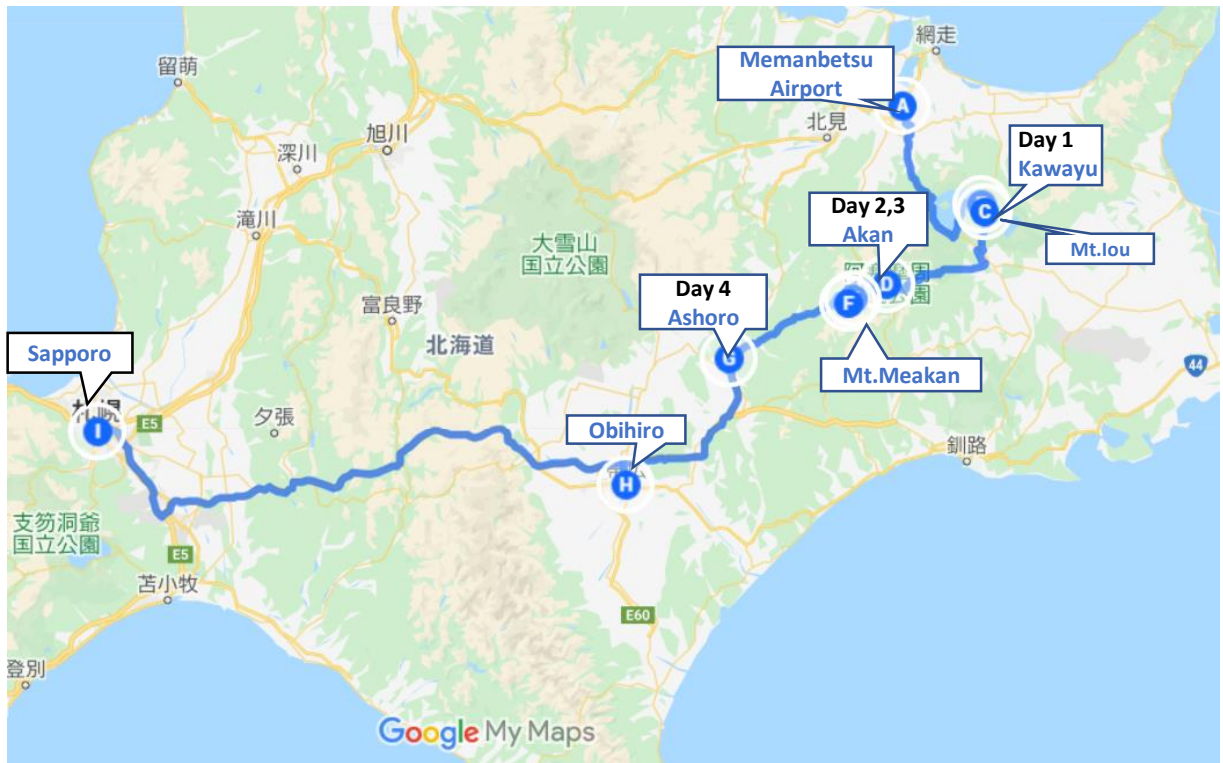 網走
Memanbetsu
Airport
留萌
A
北見
旭川
深川
Day 1
Kawayu
C
滝川
Day 2,3
Akan
Mt.Iou
大雪山
国立公園
D
F
富良野
Day 4
Ashoro
北海道
Sapporo
G
Mt.Meakan
44
E5
夕張
I
Obihiro
釧路
H
支笏洞爺
国立公園
E5
苫小牧
E60
登別
Google My Maps